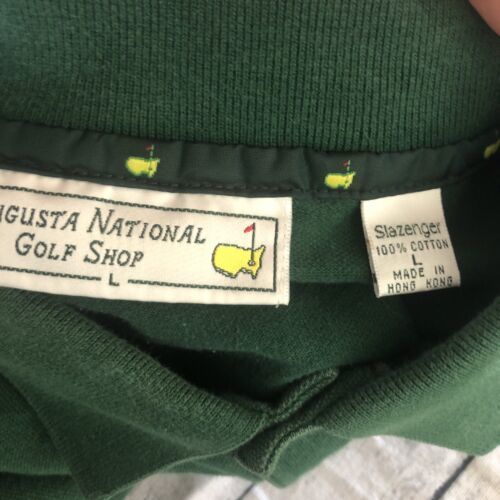 GUSTA NATIONAL
GOLF SHOP
L
Slazenger
100% COTTON
L
MADE IN
HONG KONG